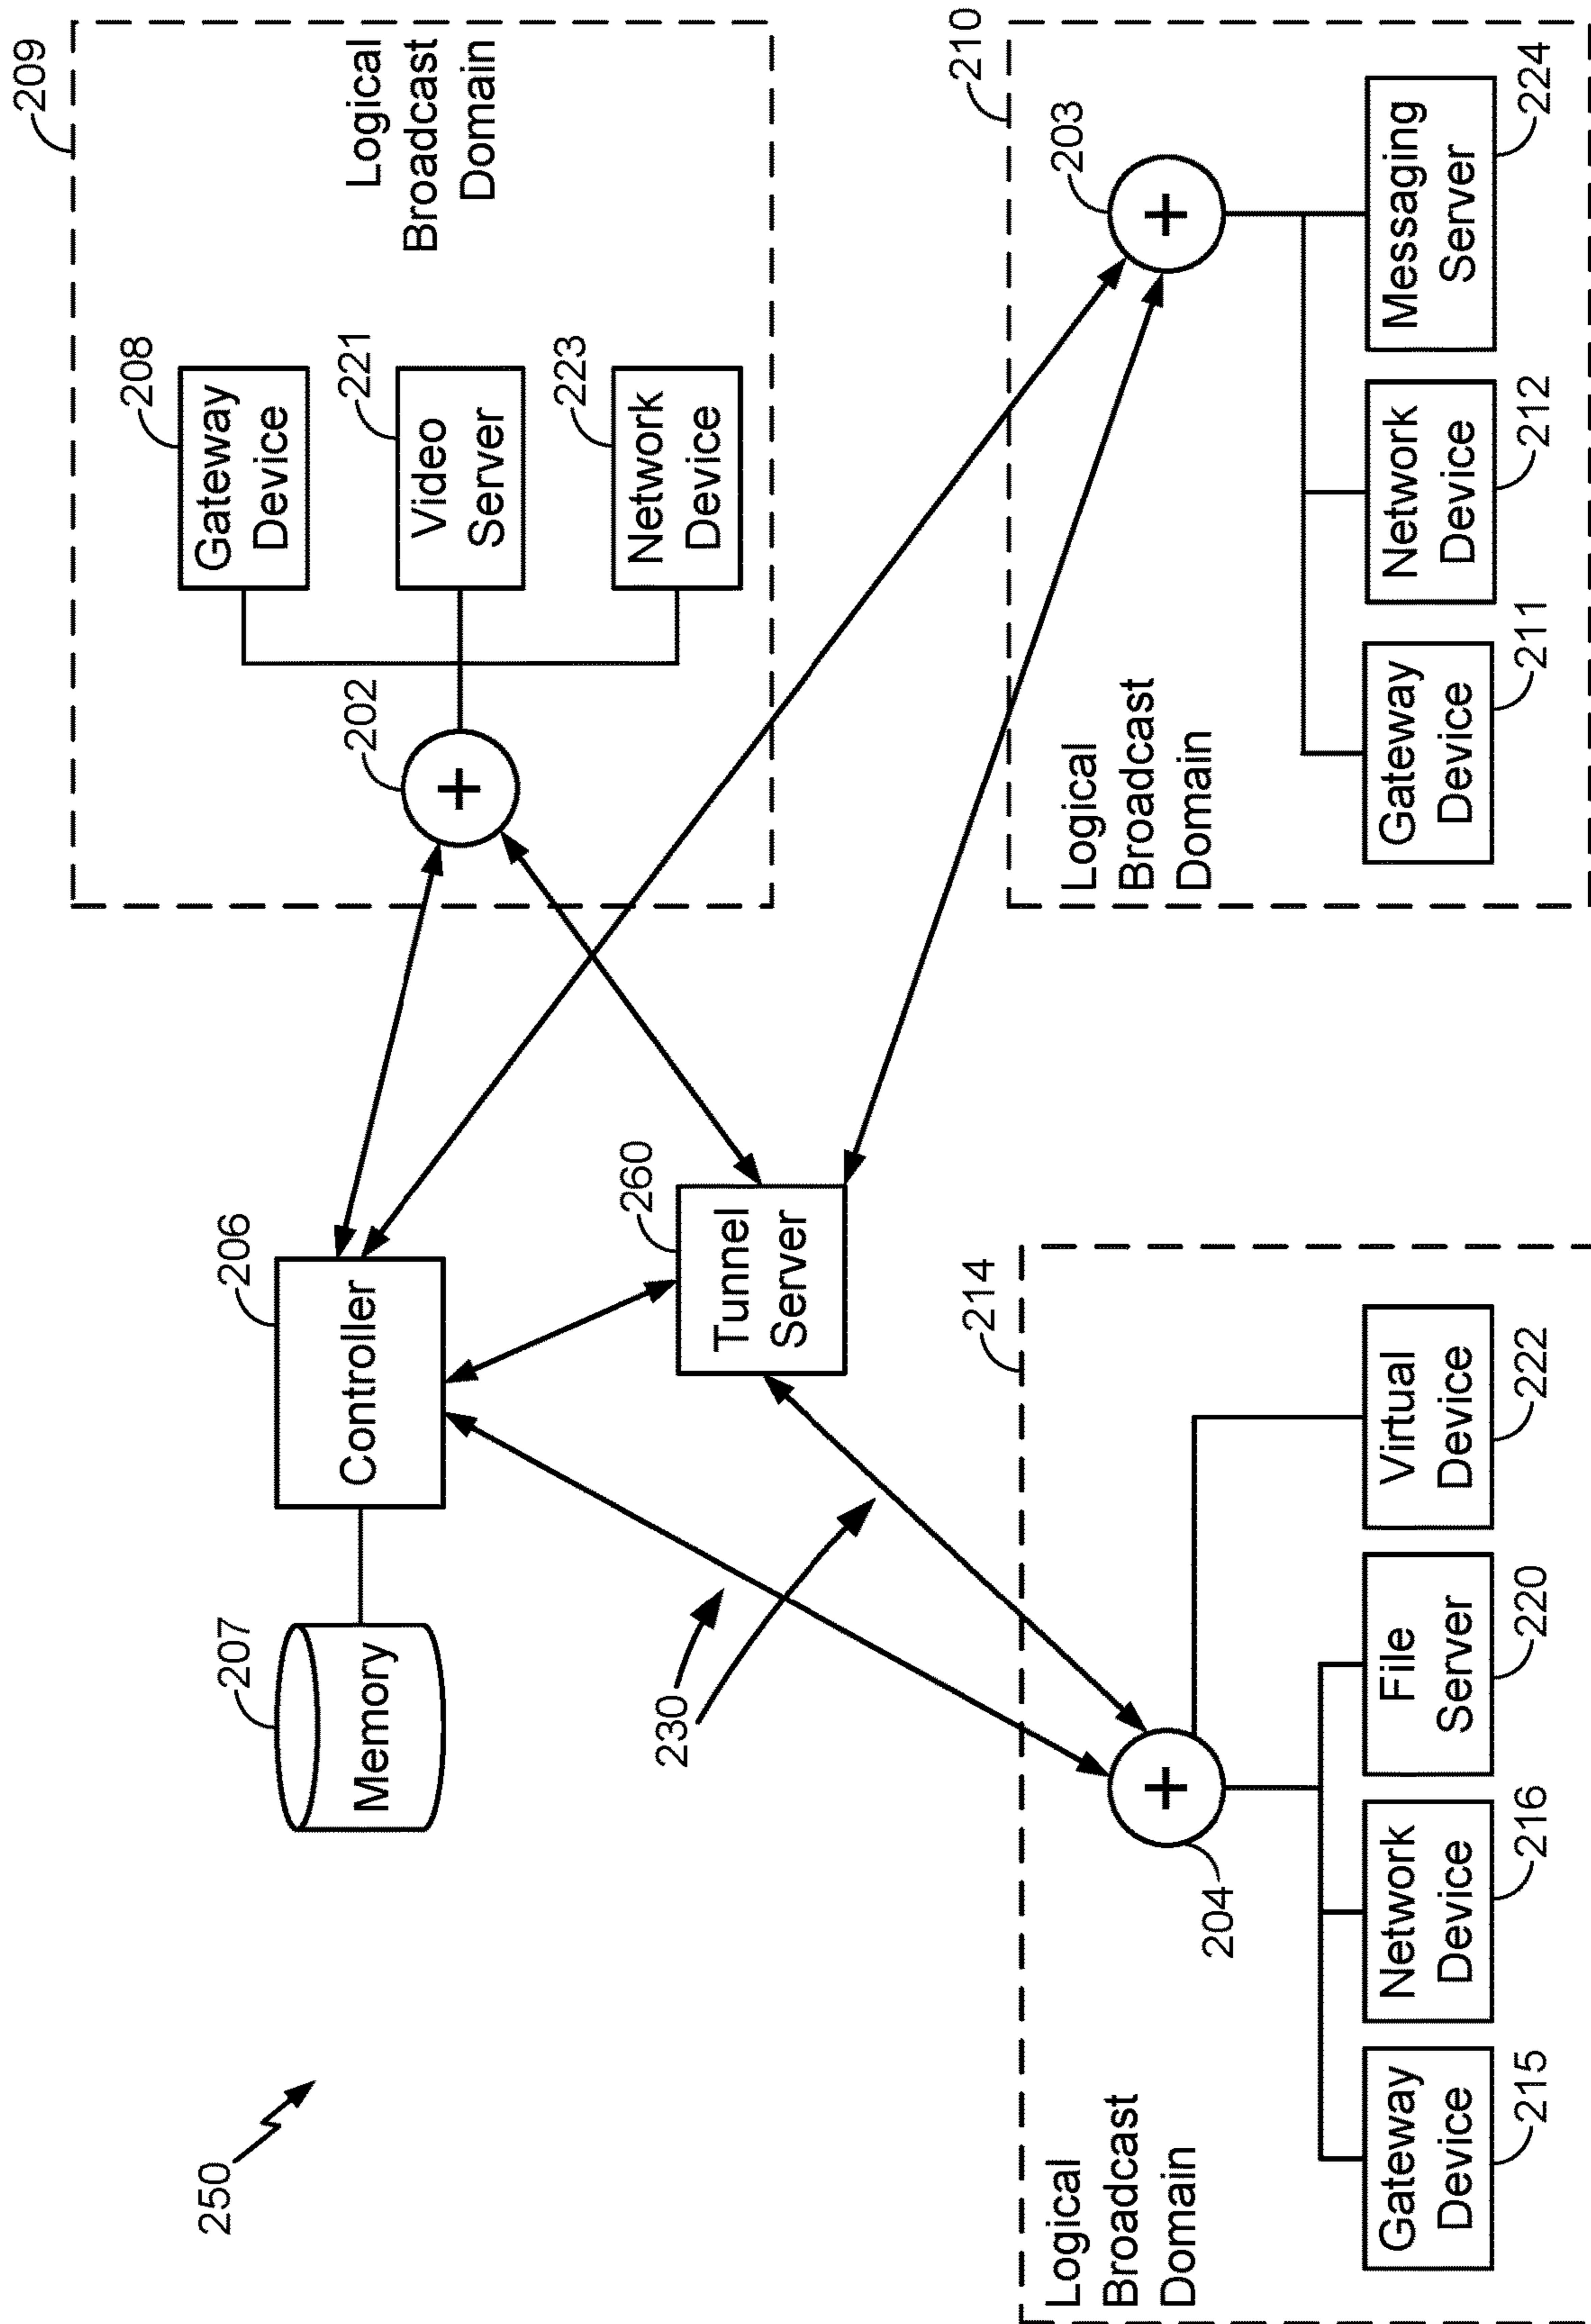 250
207
Memory
206
Controller
230
260
Tunnel
Server
209
202
208
Gateway
Device
221
Video
Server
223
Network
Device
Logical
Broadcast
Domain
214
Logical
Broadcast
Domain
204
Gateway
Device
215
Network
Device
216
File
Server
220
Virtual
Device
222
210
Logical
Broadcast
Domain
203
Gateway
Device
211
Network
Device
212
Messaging
Server
224